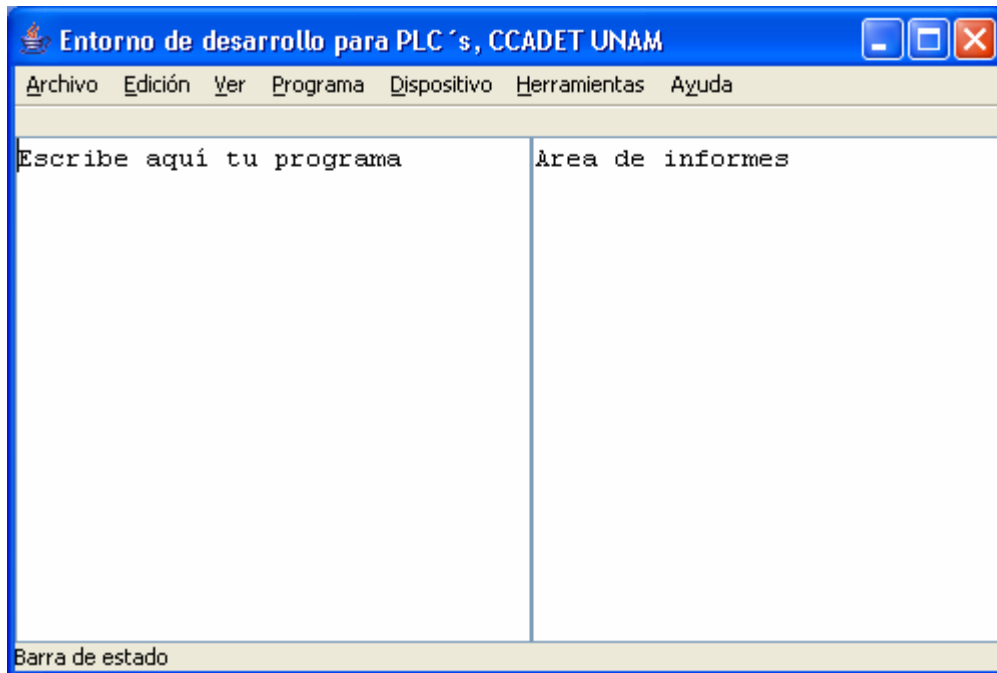 Entorno de desarrollo para PLC´s, CCADET UNAM
Archivo Edición Ver Programa Dispositivo Herramientas Ayuda
Escribe aquí tu programa
Area de informes
Barra de estado